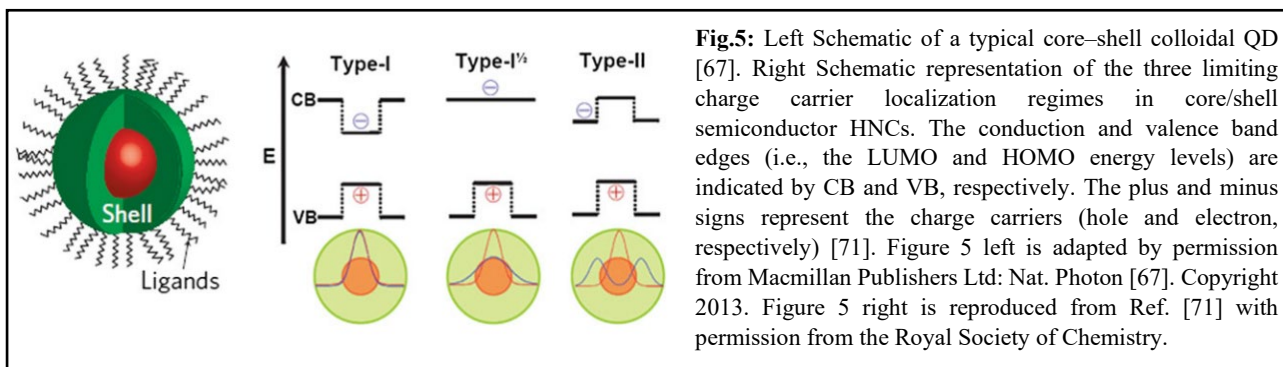 Shell
Ligands
E
CB
VB
Type-I
Type-I½
Type-II
Fig.5: Left Schematic of a typical core–shell colloidal QD
[67]. Right Schematic representation of the three limiting
charge carrier localization regimes in core/shell
semiconductor HNCs. The conduction and valence band
edges (i.e., the LUMO and HOMO energy levels) are
indicated by CB and VB, respectively. The plus and minus
signs represent the charge carriers (hole and electron,
respectively) [71]. Figure 5 left is adapted by permission
from Macmillan Publishers Ltd: Nat. Photon [67]. Copyright
2013. Figure 5 right is reproduced from Ref. [71] with
permission from the Royal Society of Chemistry.